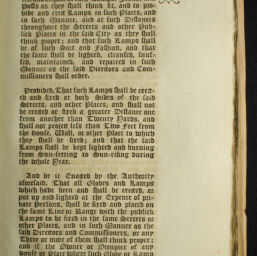 Posts as they shall think fit, and to pro-
vide and erect Lamps in such Places, and
in such Manner, and at such Distances
throughout the Streets and other Pub-
lick Places in the said City as they shall
think proper; and that such Lamps shall
be of such Sort and Fashion, and that
the same shall be lighted, cleansed, snuf-
fed, maintained, and repaired in such
Manner as the said Directors and Com-
missioners shall order.
Provided, That such Lamps shall be erect-
ed and fixed at both Sides of the said
Streets, and other Places, and shall not
be erected or fixed a greater Distance one
from another than Twenty Yards, and
shall not project less than Two Feet from
the House, Wall, or other Place to which
they shall be fixed; and that the said
Lamps shall be kept lighted and burning
from Sun-setting to Sun-rising during
the whole Year.
And be it Enacted by the Authority
aforesaid, That all Globes and Lamps
which have been and shall be erected, or
put up and lighted at the Expence of pri-
vate Persons, shall be fixed and placed on
the same Line or Range with the publick
Lamps to be fixed in the same Streets or
other Places, and in such Manner as the
said Directors and Commissioners, or any
Three or more of them shall think proper;
and if the Owner or Occupier of any
House or Place where such Globe or Lamp